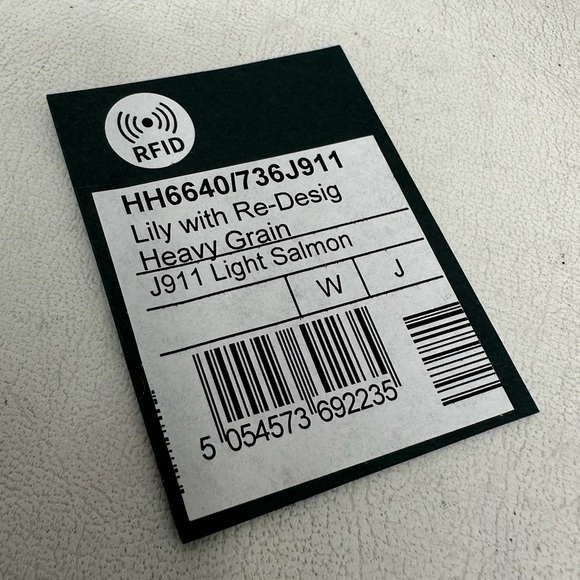 RFID
HH6640/736J911
Lily with Re-Desig
Heavy Grain
J911 Light Salmon
W J
5 054573 692235